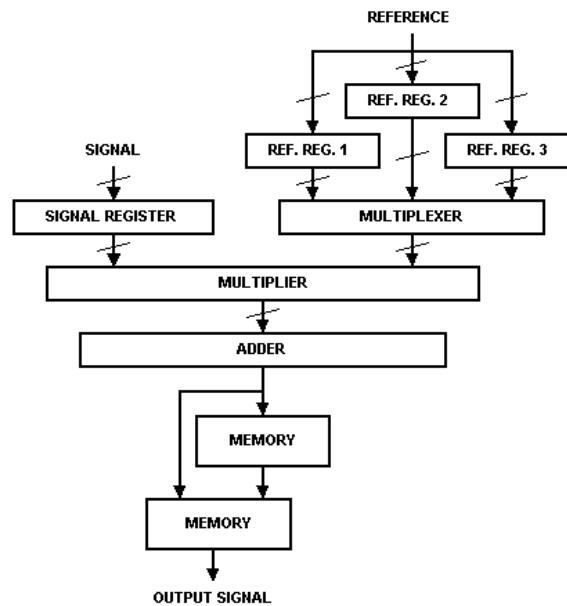 REFERENCE
REF. REG. 2
REF. REG. 1
REF. REG. 3
SIGNAL
SIGNAL REGISTER
MULTIPLEXER
MULTIPLIER
ADDER
MEMORY
MEMORY
OUTPUT SIGNAL